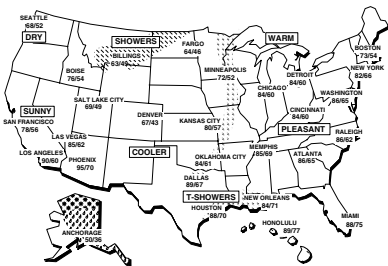 SEATTLE
68/52
DRY
SHOWERS
BILLINGS
63/49
FARGO
64/46
WARM
BOSTON
73/54
BOISE
76/54
MINNEAPOLIS
72/52
NEW YORK
82/66
DETROIT
84/60
CHICAGO
84/60
WASHINGTON
86/65
SALT LAKE CITY
69/49
SUNNY
DENVER
67/43
CINCINNATI
84/60
SAN FRANCISCO
78/56
KANSAS CITY
80/57
PLEASANT
RALEIGH
86/62
LAS VEGAS
85/62
LOS ANGELES
90/60
COOLER
MEMPHIS
85/69
ATLANTA
86/65
PHOENIX
95/70
OKLAHOMA CITY
84/61
DALLAS
89/67
T-SHOWERS
HOUSTON
88/70
NEW ORLEANS
84/71
MIAMI
88/75
ANCHORAGE
50/36
HONOLULU
89/77